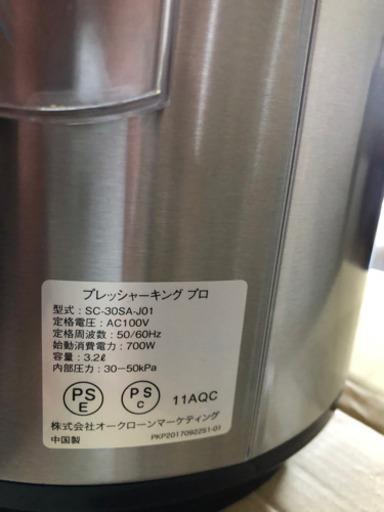 プレッシャーキング プロ
型式：SC-30SA-J01
定格電圧：AC100V
定格周波数：50/60Hz
始動消費電力：700W
容量：3.2ℓ
内部圧力：30-50kPa
PS
E
PS
C
11AQC
株式会社オークローンマーケティング
中国製
PKP20170922S1-01